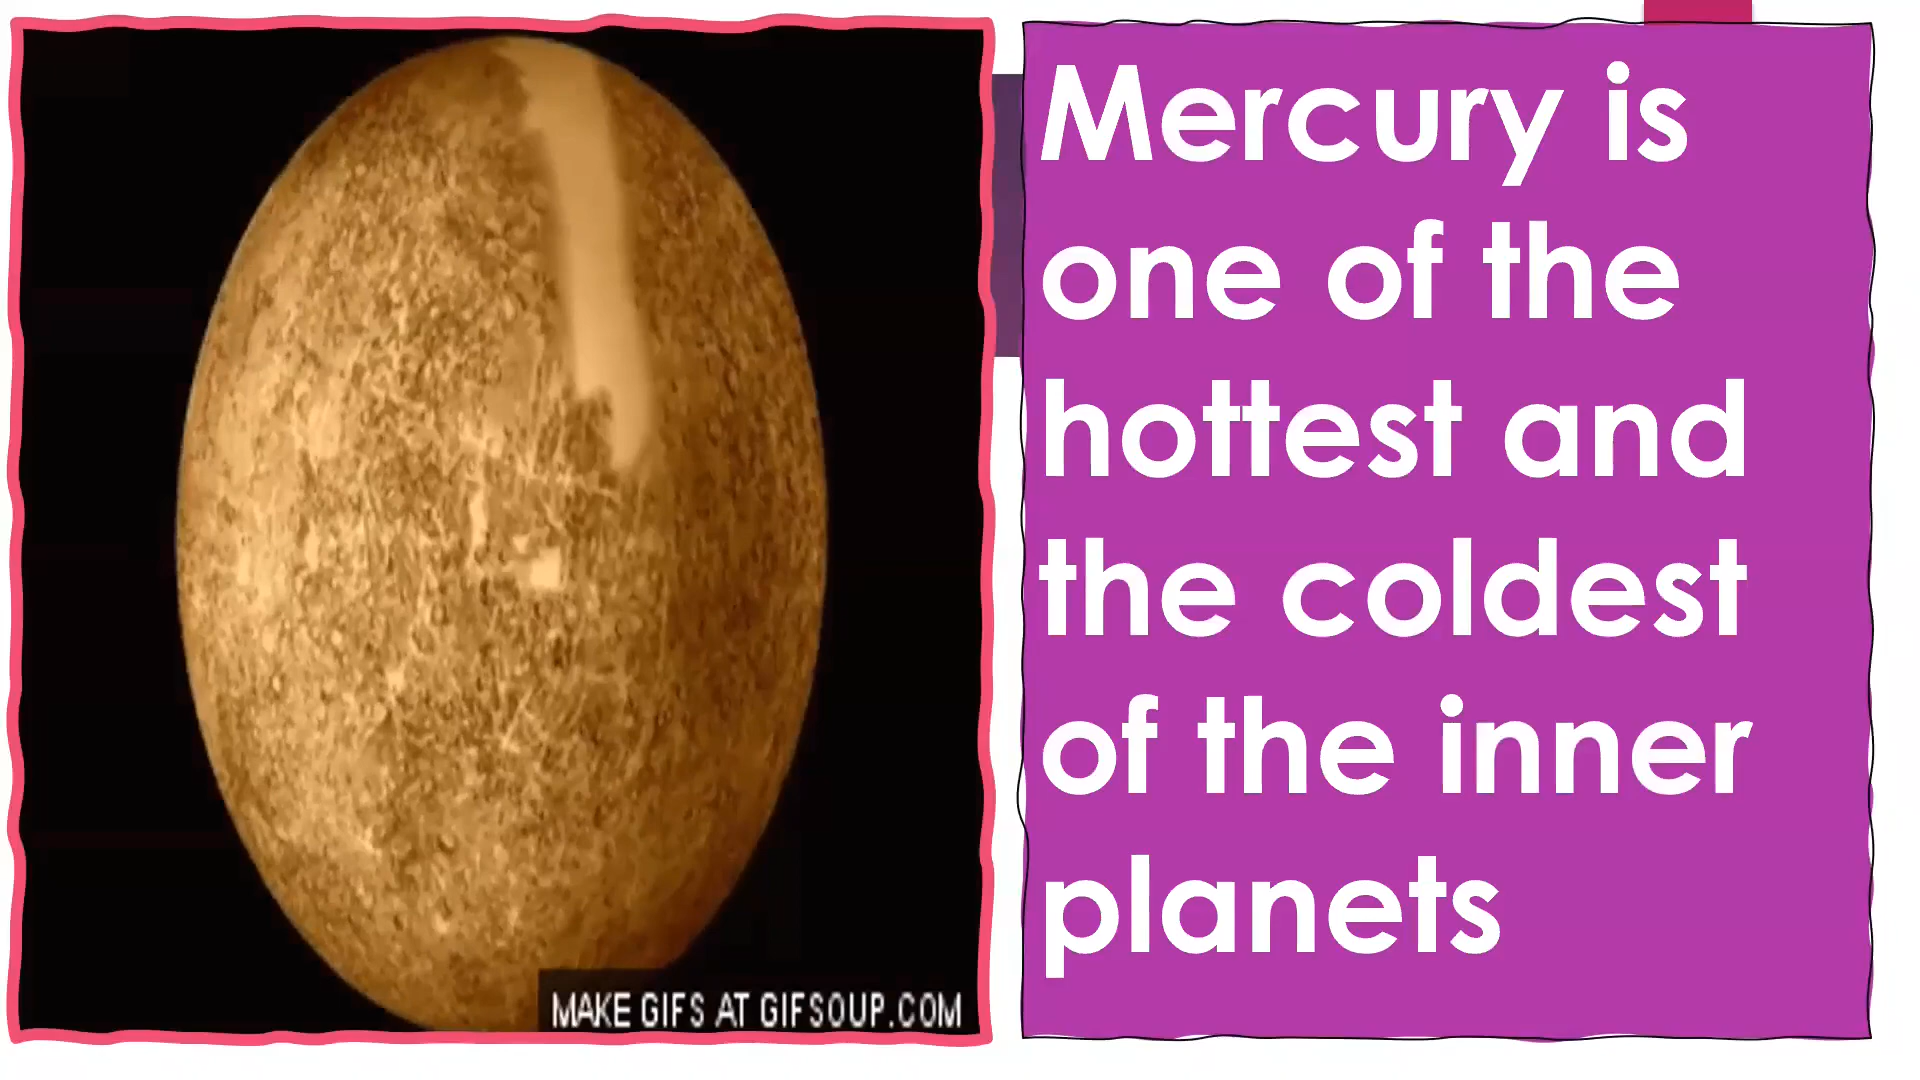 Mercury is
one of the
hottest and
the coldest
of the inner
planets
MAKE GIFS AT GIFSOUP.COM